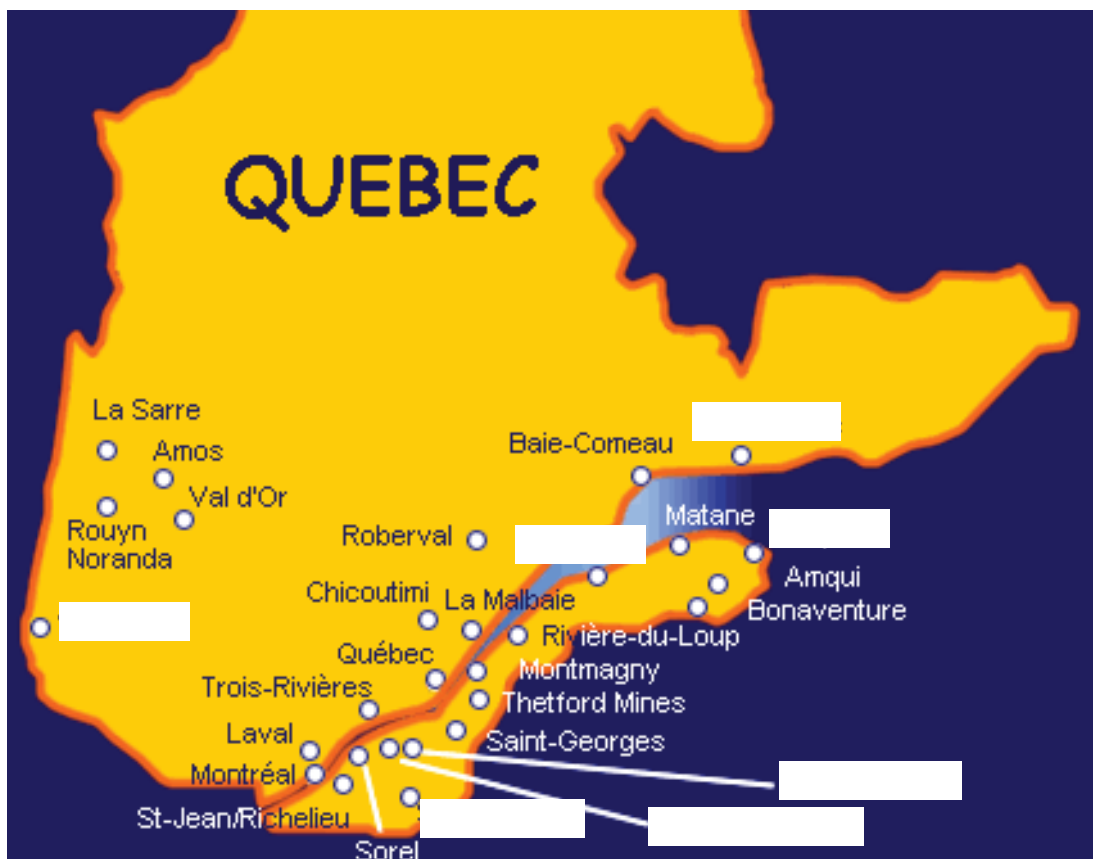 QUEBEC
La Sarre
Amos
Baie-Comeau
Val d'Or
Matane
Rouyn
Noranda
Roberval
Amqui
Chicoutimi
La Malbaie
Bonaventure
Rivière-du-Loup
Québec
Montmagny
Trois-Rivières
Thetford Mines
Laval
Saint-Georges
Montréal
St-Jean/Richelieu
Sorel